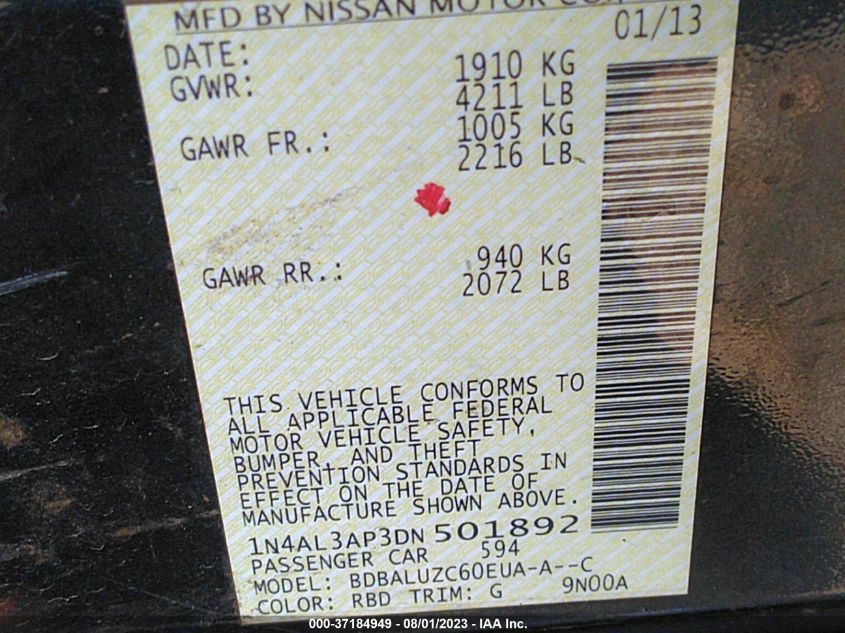 MFD BY NISSAN MOTOR
DATE: 01/13
GVWR: 1910 KG
4211 LB
GAWR FR.: 1005 KG
2216 LB
GAWR RR.: 940 KG
2072 LB
THIS VEHICLE CONFORMS TO
ALL APPLICABLE FEDERAL
MOTOR VEHICLE SAFETY,
BUMPER, AND THEFT
PREVENTION STANDARDS IN
EFFECT ON THE DATE OF
MANUFACTURE SHOWN ABOVE.
1N4AL3AP3DN 501892
PASSENGER CAR 594
MODEL: BDBALUZC60EUA-A--C
COLOR: RBD TRIM: G 9N00A
000-37184949 - 08/01/2023 - IAA Inc.